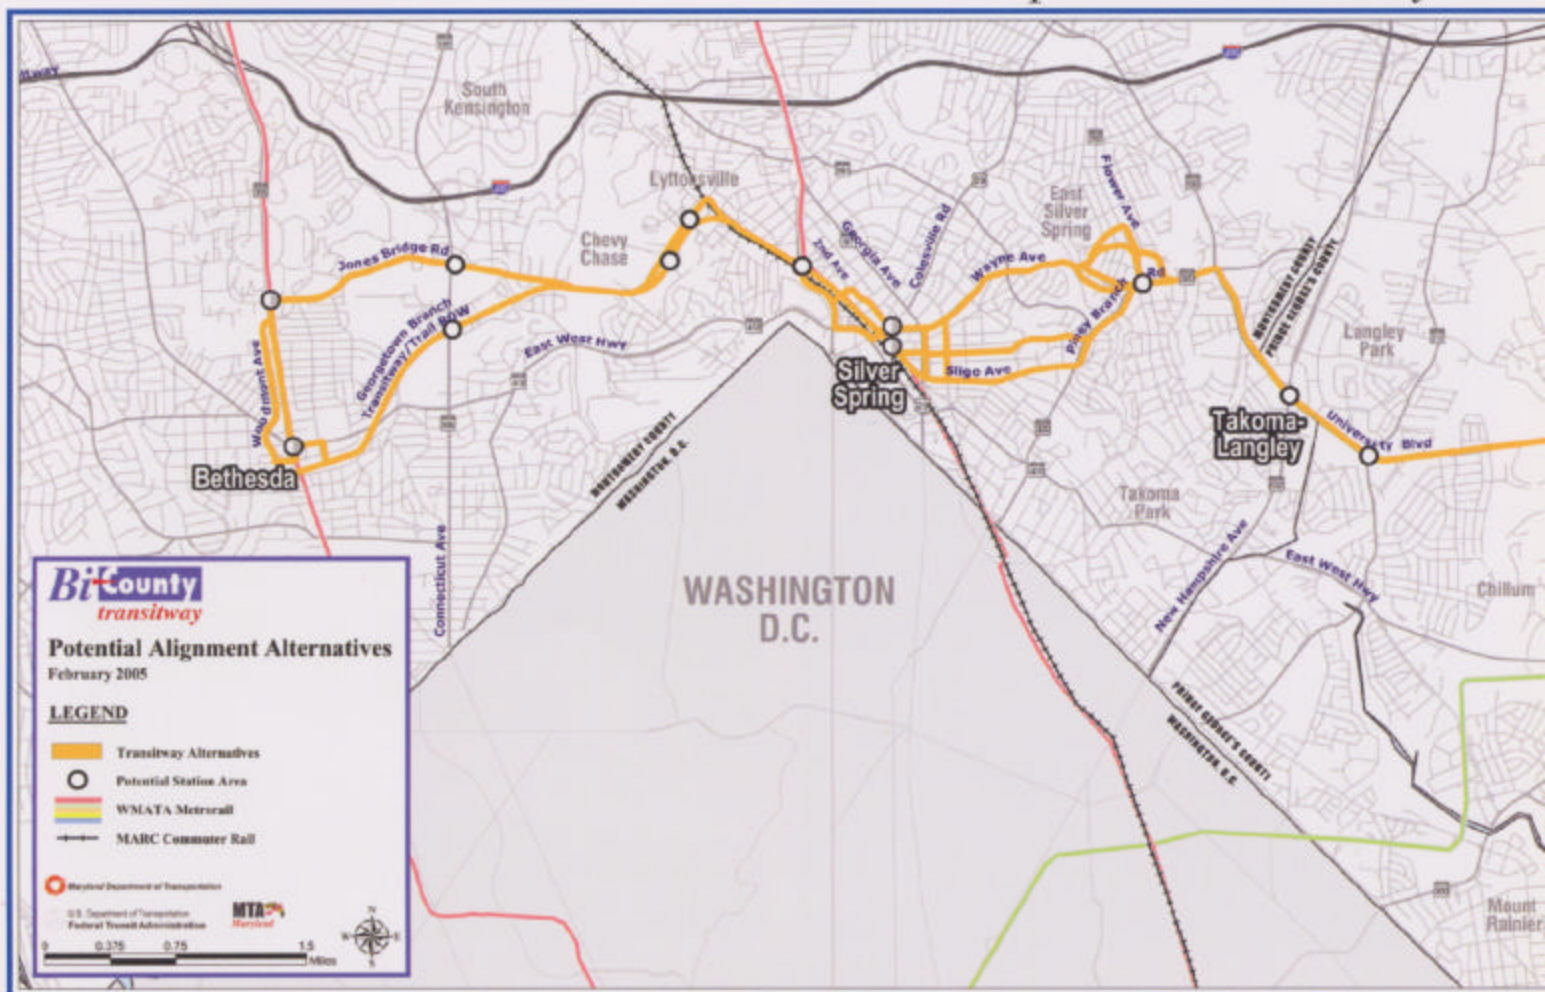 South
Kensington
Lyttonsville
Chevy
Chase
East
Silver
Spring
Flower Ave
Jones Bridge Rd
Georgetown Branch
Transitway/Trail ROW
Woodmont Ave
East West Hwy
2nd Ave
Georgia Ave
Colesville Rd
Wayne Ave
Piney Branch Rd
Sligo Ave
MONTGOMERY COUNTY
PRINCE GEORGE'S COUNTY
Langley
Park
Silver
Spring
Takoma-
Langley
University Blvd
Bethesda
MONTGOMERY COUNTY
WASHINGTON, D.C.
Takoma
Park
Connecticut Ave
New Hampshire Ave
East West Hwy
Chillum
WASHINGTON
D.C.
PRINCE GEORGE'S COUNTY
WASHINGTON, D.C.
Mount
Rainier
Bi-County
transitway
Potential Alignment Alternatives
February 2005
LEGEND
Transitway Alternatives
Potential Station Area
WMATA Metrorail
MARC Commuter Rail
Maryland Department of Transportation
U.S. Department of Transportation
Federal Transit Administration
MTA
Maryland
N
W E
S
0 0.375 0.75 1.5
Miles